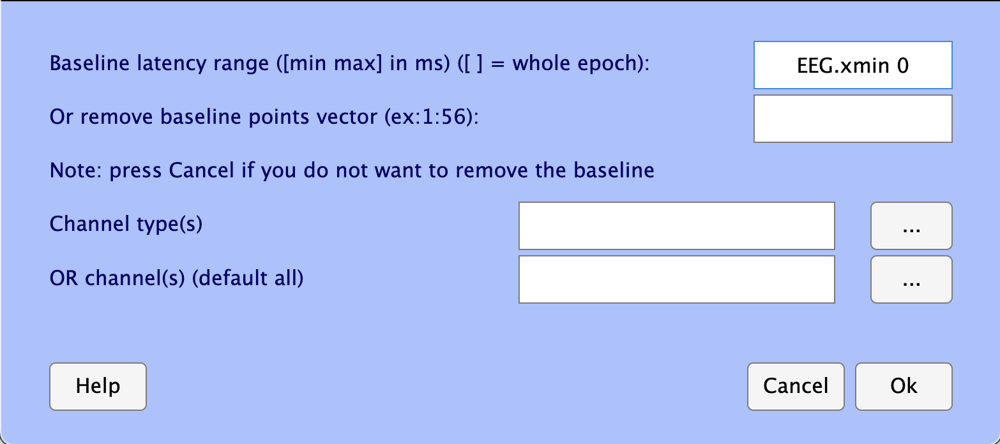 Baseline latency range ([min max] in ms) ([ ] = whole epoch):
EEG.xmin 0
Or remove baseline points vector (ex:1:56):
Note: press Cancel if you do not want to remove the baseline
Channel type(s)
...
OR channel(s) (default all)
...
Help
Cancel
Ok